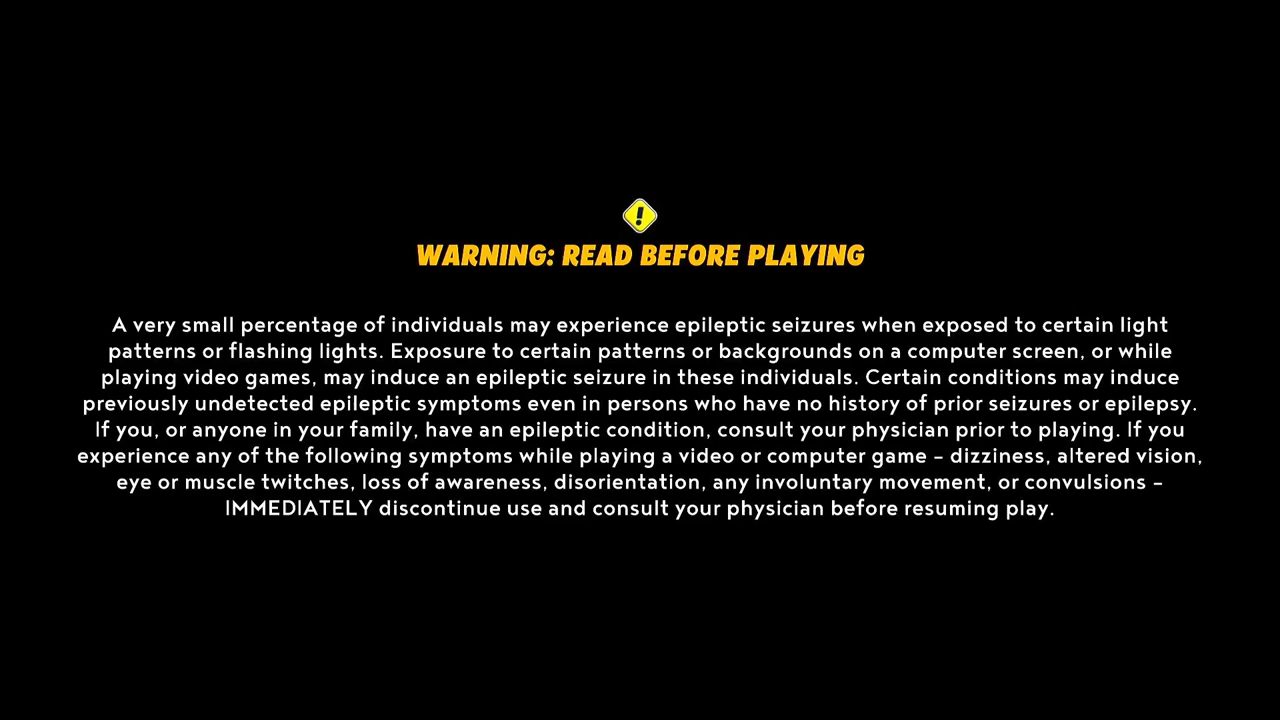 WARNING: READ BEFORE PLAYING
A very small percentage of individuals may experience epileptic seizures when exposed to certain light
patterns or flashing lights. Exposure to certain patterns or backgrounds on a computer screen, or while
playing video games, may induce an epileptic seizure in these individuals. Certain conditions may induce
previously undetected epileptic symptoms even in persons who have no history of prior seizures or epilepsy.
If you, or anyone in your family, have an epileptic condition, consult your physician prior to playing. If you
experience any of the following symptoms while playing a video or computer game – dizziness, altered vision,
eye or muscle twitches, loss of awareness, disorientation, any involuntary movement, or convulsions –
IMMEDIATELY discontinue use and consult your physician before resuming play.